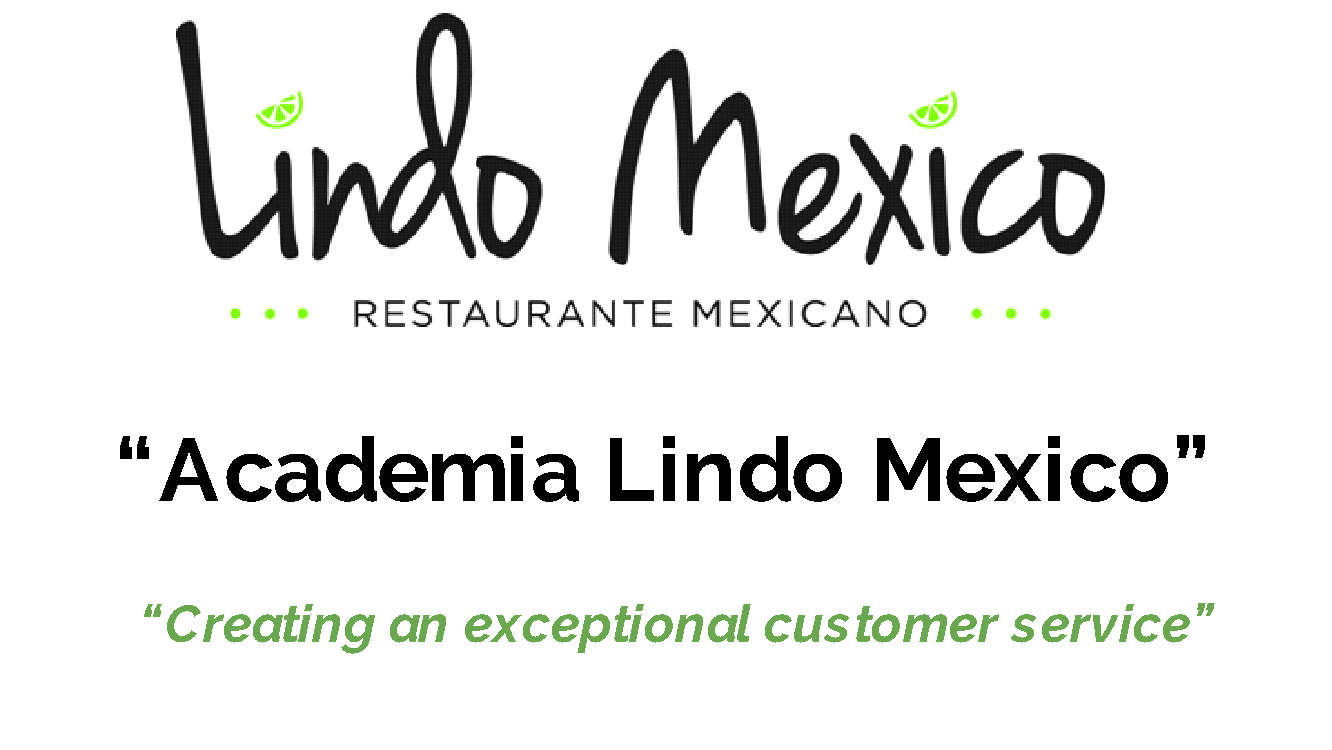 Lindo Mexico
RESTAURANTE MEXICANO
“Academia Lindo Mexico”
“Creating an exceptional customer service”